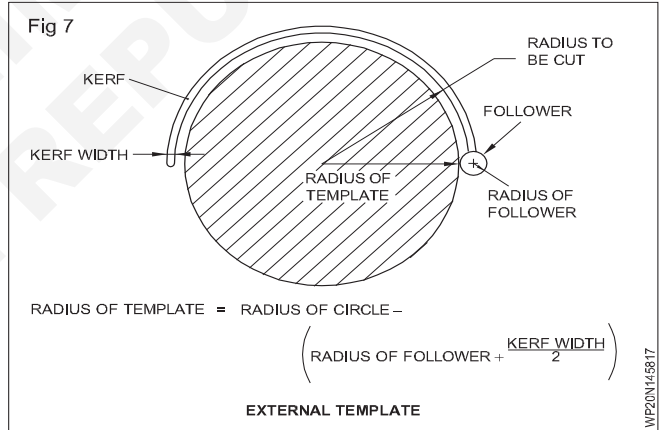 Fig 7
RADIUS TO
BE CUT
KERF
FOLLOWER
KERF WIDTH
RADIUS OF
TEMPLATE
RADIUS OF
FOLLOWER
RADIUS OF TEMPLATE = RADIUS OF CIRCLE –
(RADIUS OF FOLLOWER + KERF WIDTH
2)
EXTERNAL TEMPLATE
WP20N145817